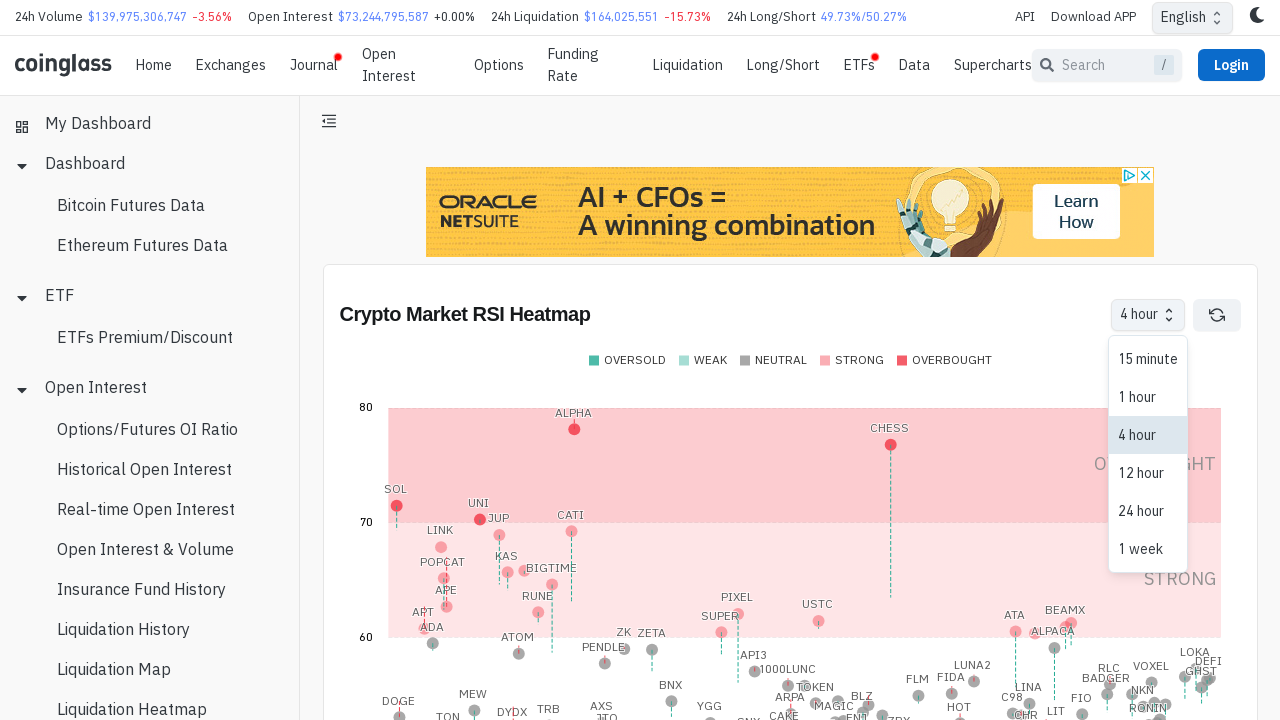 24h Volume $139,975,306,747 -3.56% Open Interest $73,244,795,587 +0.00% 24h Liquidation $164,025,551 -15.73% 24h Long/Short 49.73%/50.27% API Download APP English
coinglass Home Exchanges Journal Open Interest Options Funding Rate Liquidation Long/Short ETFs Data Supercharts Search / Login
My Dashboard
Dashboard
Bitcoin Futures Data
Ethereum Futures Data
ETF
ETFs Premium/Discount
Open Interest
Options/Futures OI Ratio
Historical Open Interest
Real-time Open Interest
Open Interest & Volume
Insurance Fund History
Liquidation History
Liquidation Map
Liquidation Heatmap
ORACLE NETSUITE
AI + CFOs =
A winning combination
Learn How
Crypto Market RSI Heatmap
4 hour
15 minute
1 hour
4 hour
12 hour
24 hour
1 week
OVERSOLD WEAK NEUTRAL STRONG OVERBOUGHT
80
ALPHA
CHESS
SOL
UNI
JUP
CATI
70
LINK
KAS
POPCAT
BIGTIME
STRONG
APE
RUNE
PIXEL
USTC
BEAMX
APT
SUPER
ATA
ADA
ZK
ZETA
ALPACA
60
ATOM
PENDLE
API3
LOKA
DEFI
1000LUNC
LUNA2
RLC
VOXEL
GHST
BADGER
FLM
FIDA
TOKEN
BNX
LINA
NKN
DOGE
MEW
ARPA
BLZ
C98
FIO
AXS
YGG
MAGIC
HOT
RONIN
TON
DYDX
TRB
CAKE
CHR
LIT